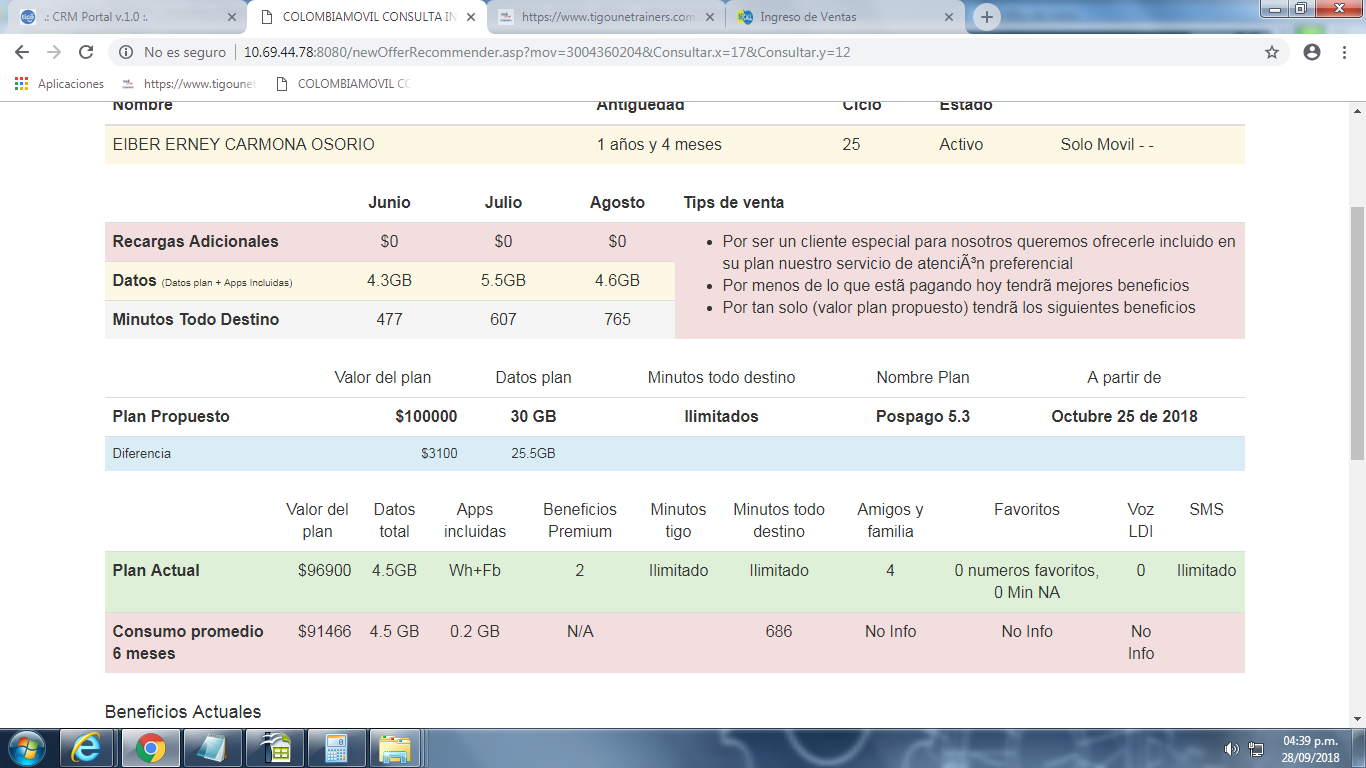 .: CRM Portal v.1.0 :.
COLOMBIAMOVIL CONSULTA IN
https://www.tigounetrainers.com
Ingreso de Ventas
No es seguro | 10.69.44.78:8080/newOfferRecommender.asp?mov=3004360204&Consultar.x=17&Consultar.y=12
Aplicaciones https://www.tigounet COLOMBIAMOVIL CO
Nombre Antiguedad Ciclo Estado
EIBER ERNEY CARMONA OSORIO 1 años y 4 meses 25 Activo Solo Movil - -
Junio Julio Agosto Tips de venta
Recargas Adicionales $0 $0 $0
Datos (Datos plan + Apps Incluidas) 4.3GB 5.5GB 4.6GB
Minutos Todo Destino 477 607 765
• Por ser un cliente especial para nosotros queremos ofrecerle incluido en
su plan nuestro servicio de atenciÃ³n preferencial
• Por menos de lo que estã pagando hoy tendrã mejores beneficios
• Por tan solo (valor plan propuesto) tendrã los siguientes beneficios
Valor del plan Datos plan Minutos todo destino Nombre Plan A partir de
Plan Propuesto $100000 30 GB Ilimitados Pospago 5.3 Octubre 25 de 2018
Diferencia $3100 25.5GB
Valor del Datos Apps Beneficios Minutos Minutos todo Amigos y Favoritos Voz SMS
plan total incluidas Premium tigo destino familia LDI
Plan Actual $96900 4.5GB Wh+Fb 2 Ilimitado Ilimitado 4 0 numeros favoritos, 0 Ilimitado
0 Min NA
Consumo promedio $91466 4.5 GB 0.2 GB N/A 686 No Info No Info No
6 meses Info
Beneficios Actuales
04:39 p.m.
28/09/2018